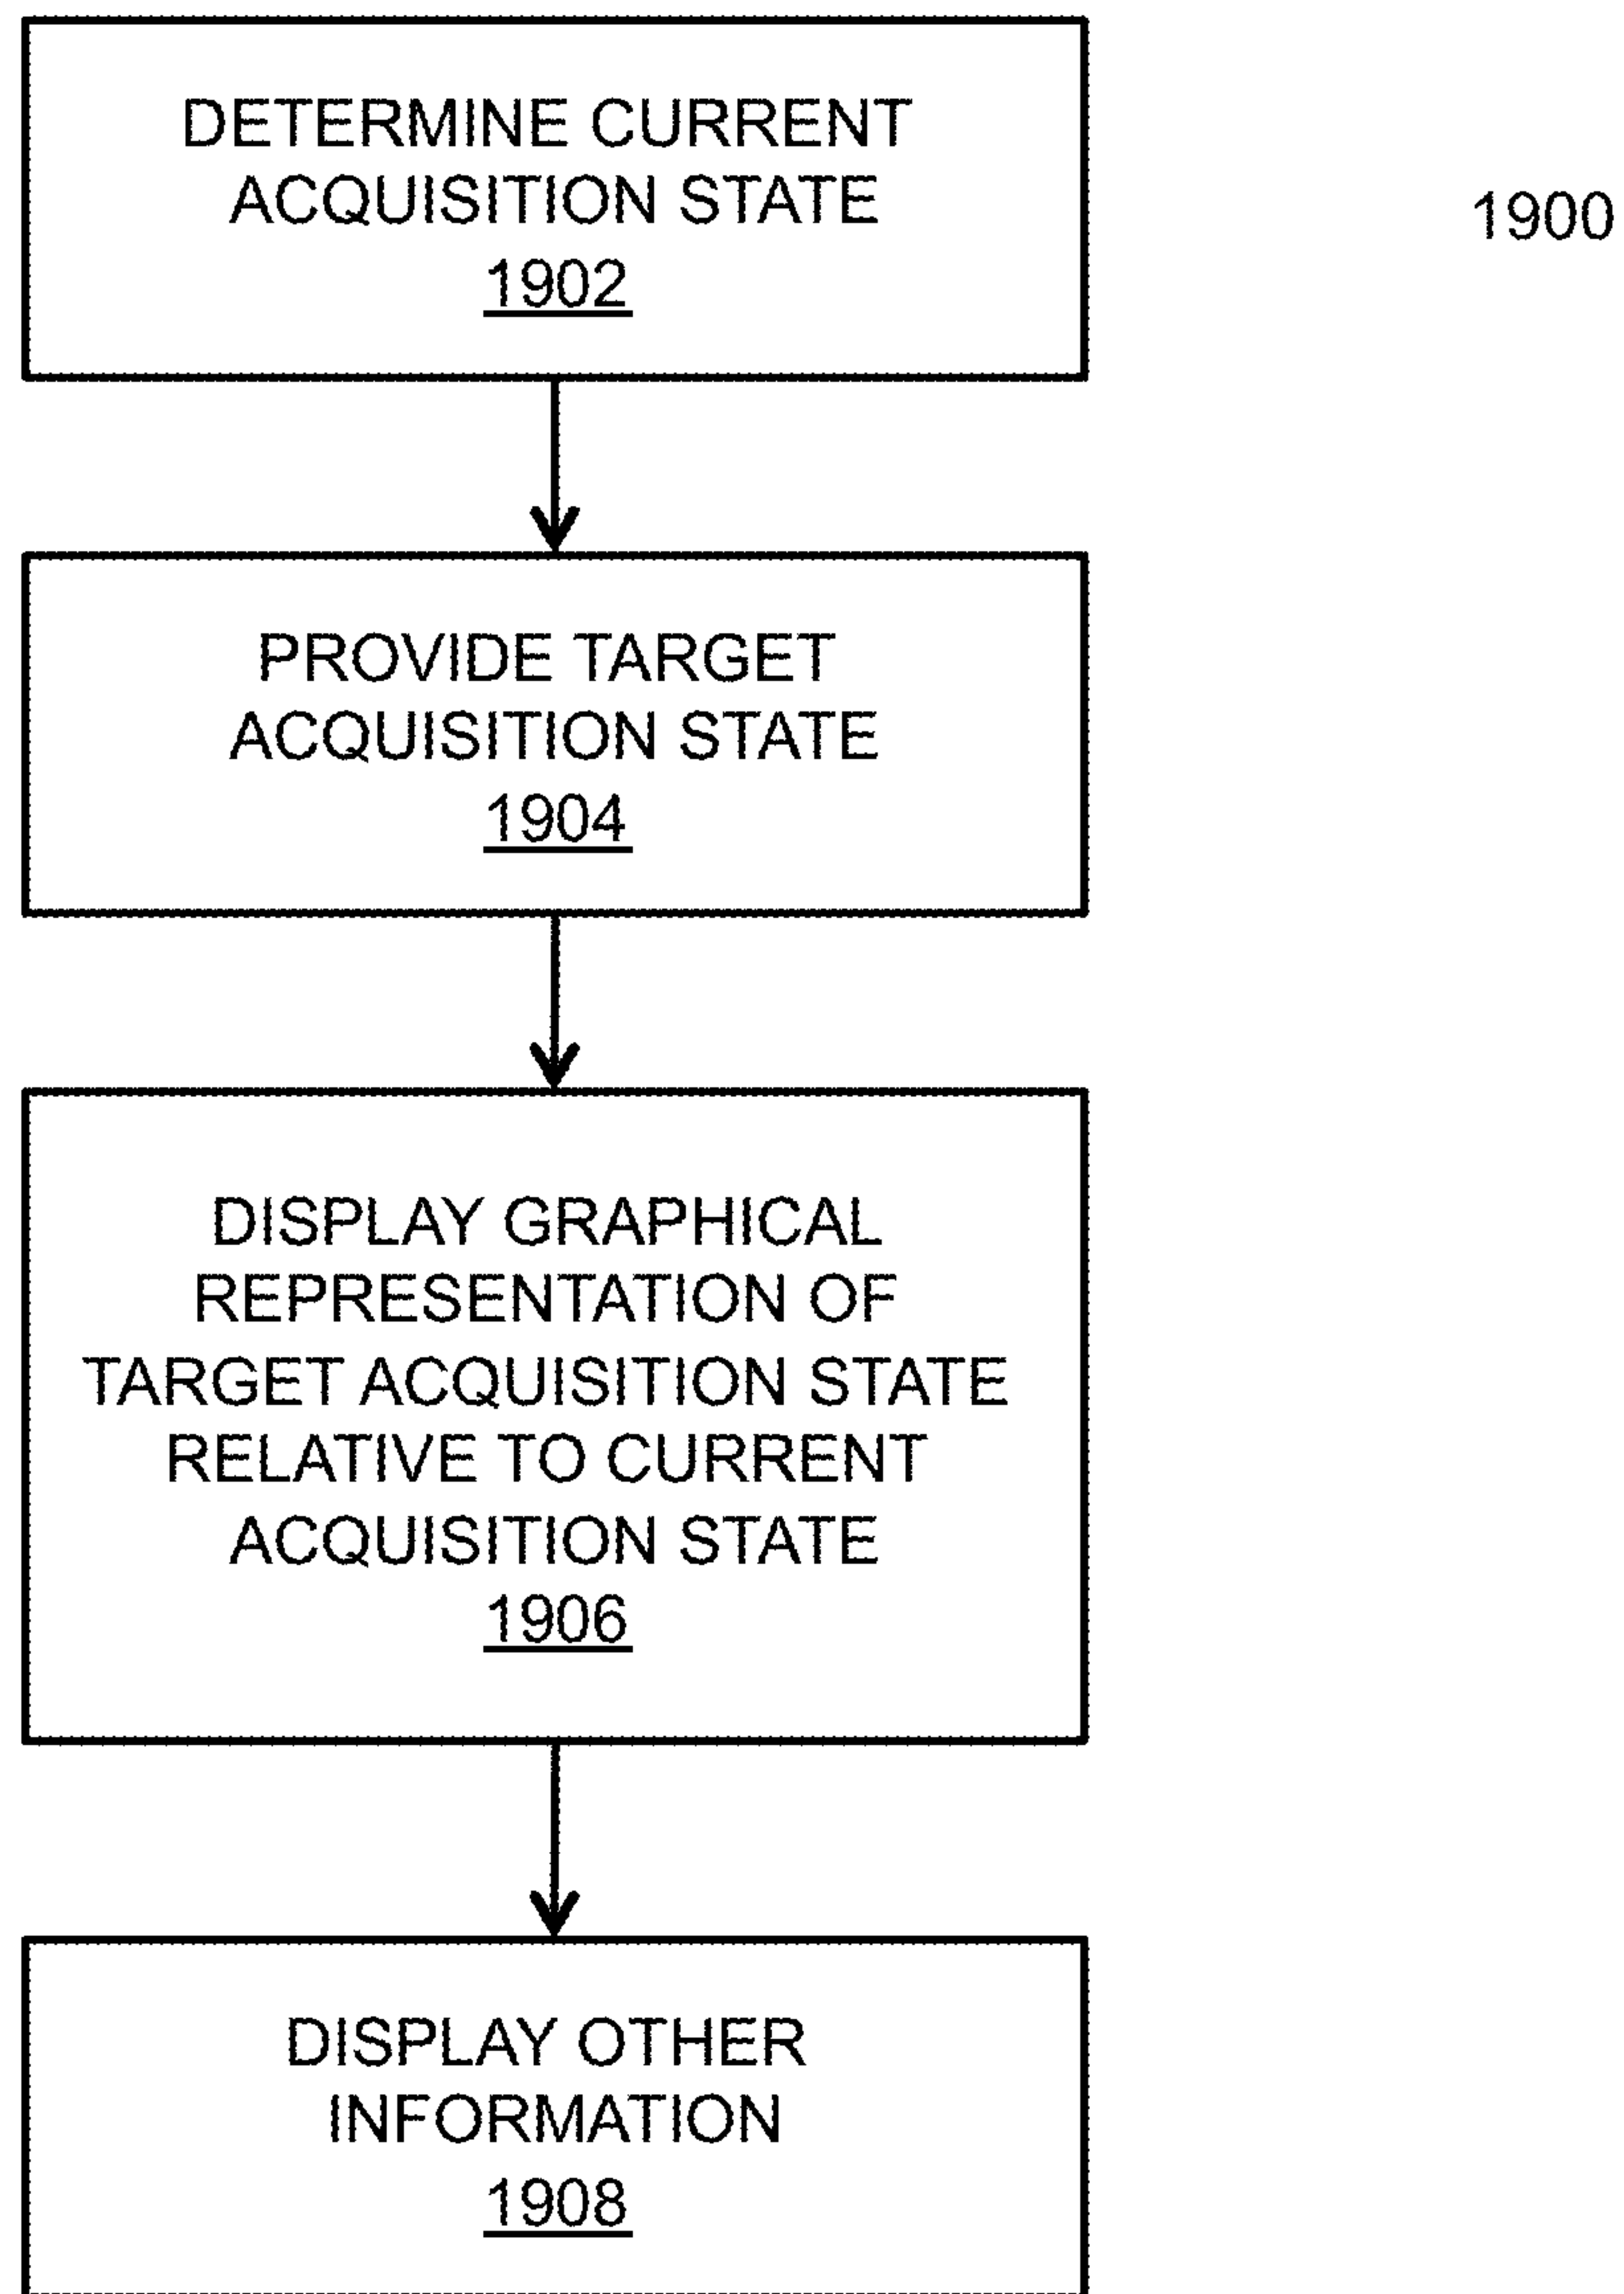 DETERMINE CURRENT
ACQUISITION STATE
1902
1900
PROVIDE TARGET
ACQUISITION STATE
1904
DISPLAY GRAPHICAL
REPRESENTATION OF
TARGET ACQUISITION STATE
RELATIVE TO CURRENT
ACQUISITION STATE
1906
DISPLAY OTHER
INFORMATION
1908